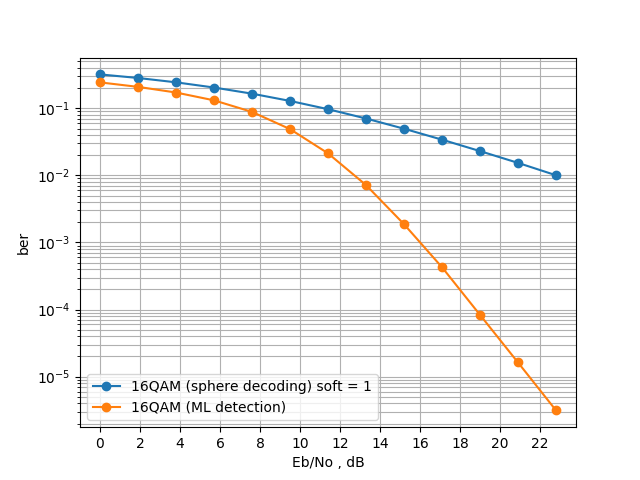 10⁻¹
10⁻²
10⁻³
10⁻⁴
10⁻⁵
ber
16QAM (sphere decoding) soft = 1
16QAM (ML detection)
0 2 4 6 8 10 12 14 16 18 20 22
Eb/No , dB